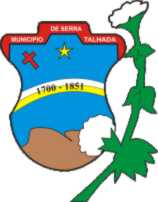 DE SERRA
MUNICIPIO TALHADA
1700 - 1851